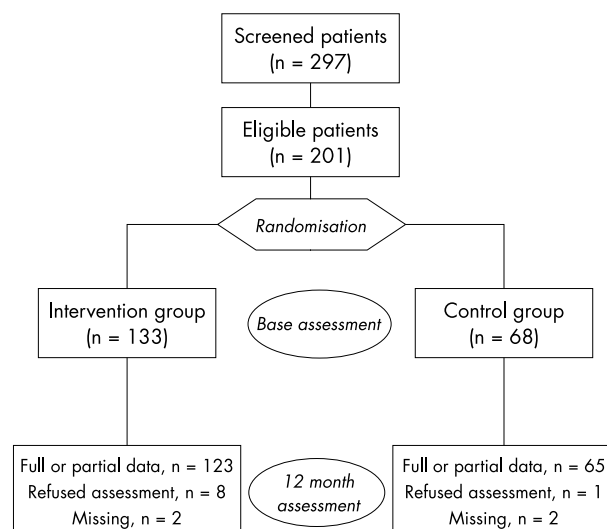 Screened patients
(n = 297)
Eligible patients
(n = 201)
Randomisation
Intervention group
(n = 133)
Base assessment
Control group
(n = 68)
Full or partial data, n = 123
Refused assessment, n = 8
Missing, n = 2
12 month
assessment
Full or partial data, n = 65
Refused assessment, n = 1
Missing, n = 2